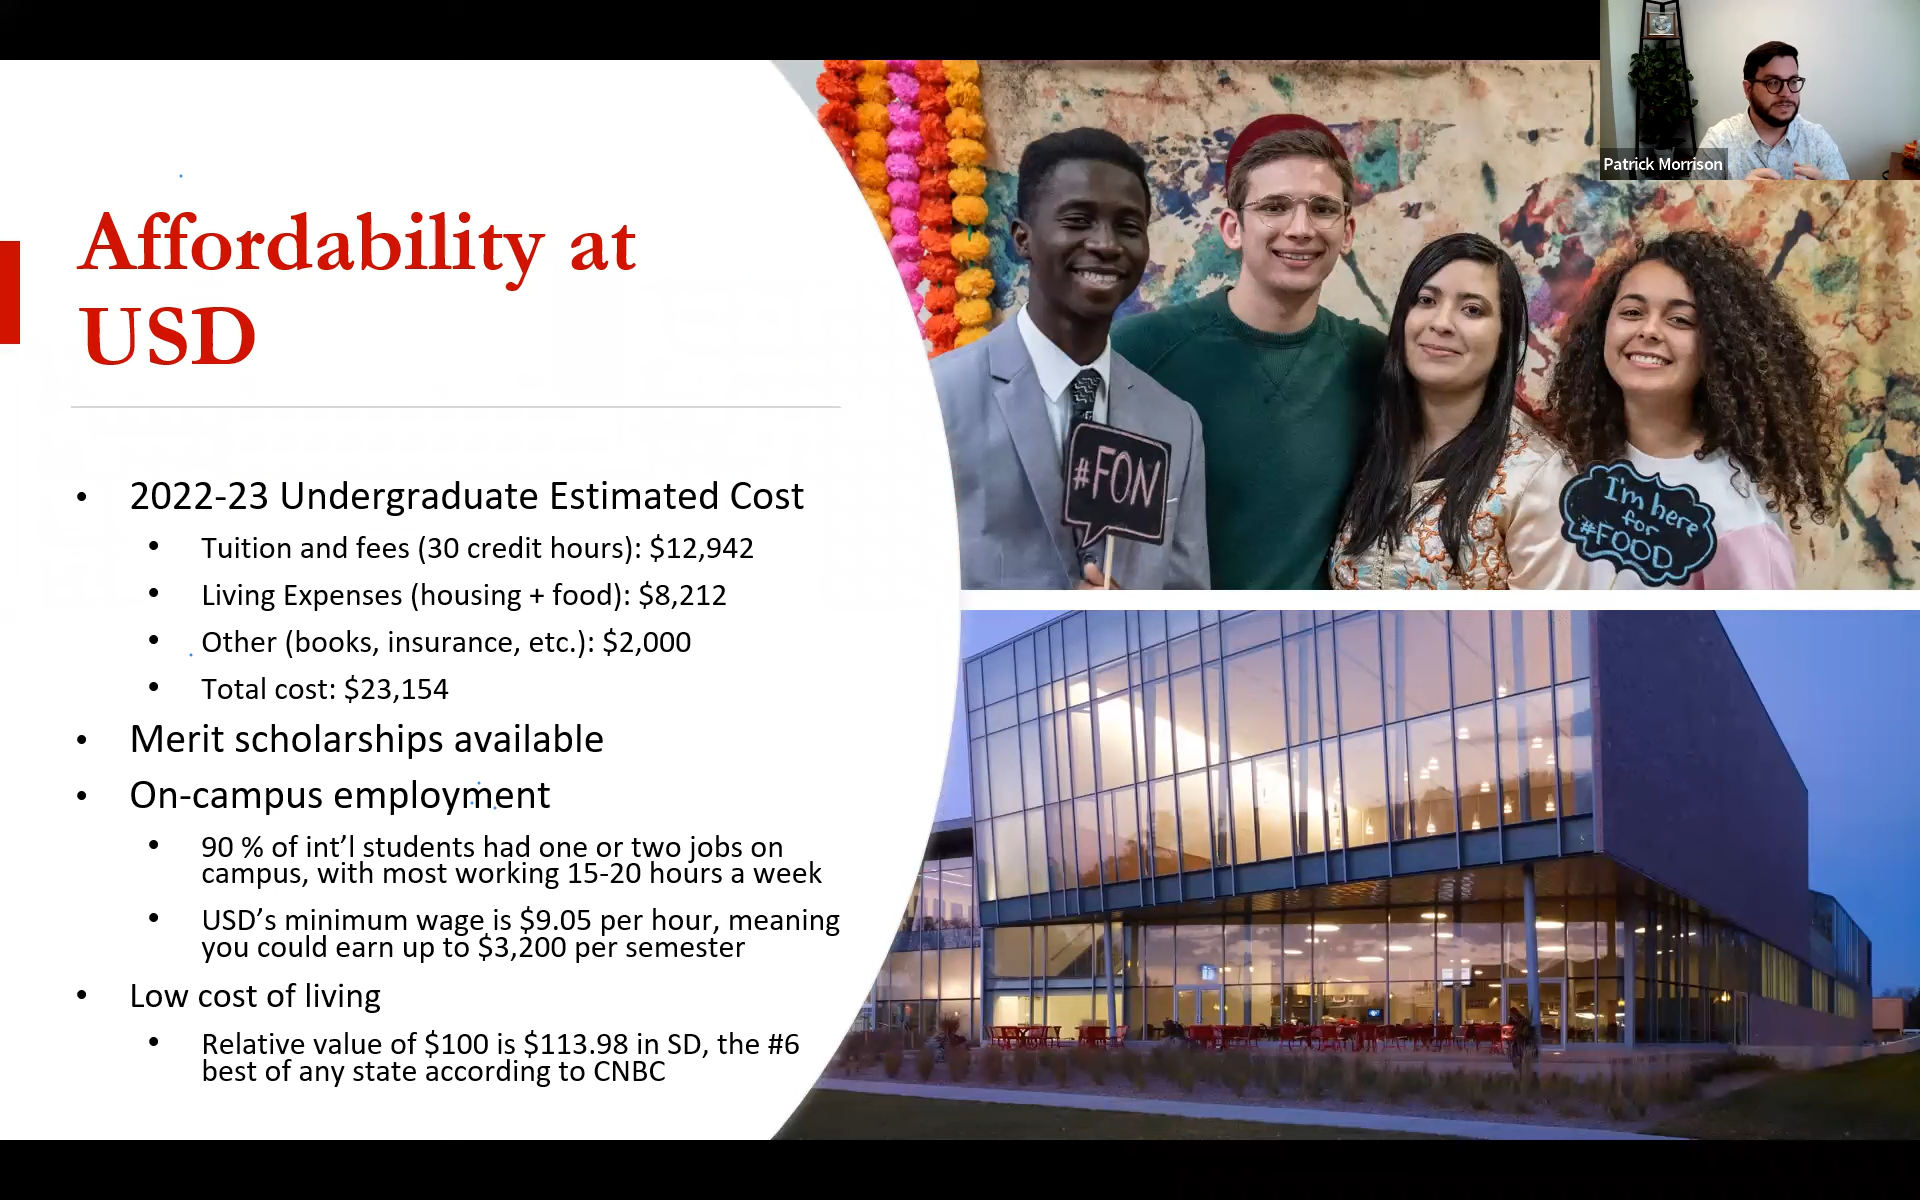 Affordability at
USD
• 2022-23 Undergraduate Estimated Cost
• Tuition and fees (30 credit hours): $12,942
• Living Expenses (housing + food): $8,212
• Other (books, insurance, etc.): $2,000
• Total cost: $23,154
• Merit scholarships available
• On-campus employment
• 90 % of int'l students had one or two jobs on
campus, with most working 15-20 hours a week
• USD's minimum wage is $9.05 per hour, meaning
you could earn up to $3,200 per semester
• Low cost of living
• Relative value of $100 is $113.98 in SD, the #6
best of any state according to CNBC
Patrick Morrison
#FON
I'm here
for
#FOOD